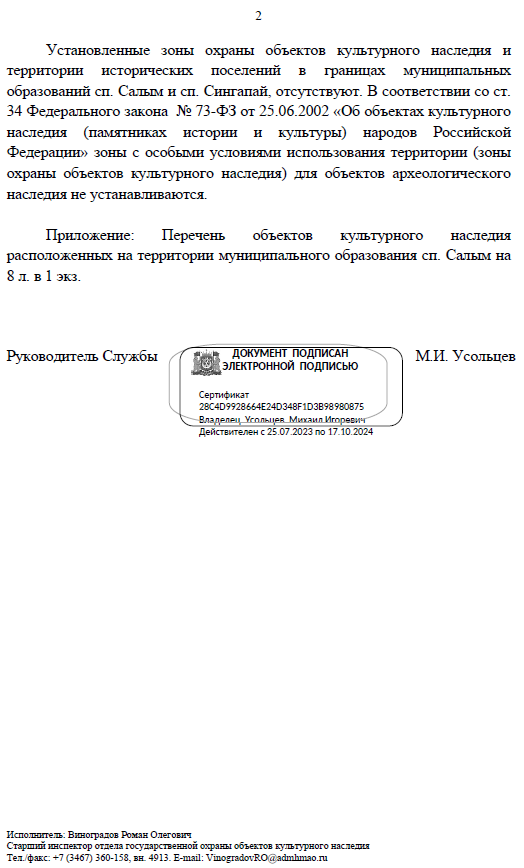 2
Установленные зоны охраны объектов культурного наследия и
территории исторических поселений в границах муниципальных
образований сп. Салым и сп. Сингапай, отсутствуют. В соответствии со ст.
34 Федерального закона № 73-ФЗ от 25.06.2002 «Об объектах культурного
наследия (памятниках истории и культуры) народов Российской
Федерации» зоны с особыми условиями использования территории (зоны
охраны объектов культурного наследия) для объектов археологического
наследия не устанавливаются.
Приложение: Перечень объектов культурного наследия
расположенных на территории муниципального образования сп. Салым на
8 л. в 1 экз.
Руководитель Службы
ДОКУМЕНТ ПОДПИСАН
ЭЛЕКТРОННОЙ ПОДПИСЬЮ
Сертификат
28C4D9928664E24D348F1D3B98980875
Владелец Усольцев Михаил Игоревич
Действителен с 25.07.2023 по 17.10.2024
М.И. Усольцев
Исполнитель: Виноградов Роман Олегович
Старший инспектор отдела государственной охраны объектов культурного наследия
Тел./факс: +7 (3467) 360-158, вн. 4913. E-mail: VinogradovRO@admhmao.ru